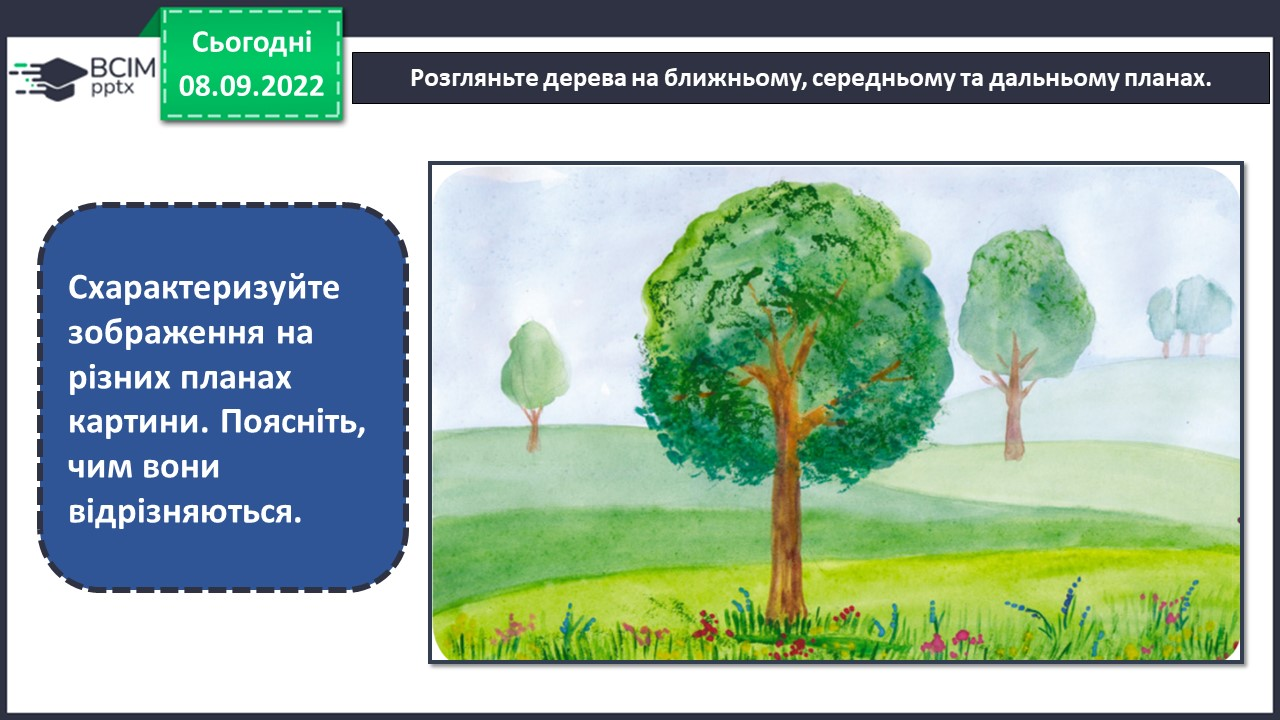 Сьогодні
08.09.2022
ВСІМ
pptx
Розгляньте дерева на ближньому, середньому та дальньому планах.
Схарактеризуйте
зображення на
різних планах
картини. Поясніть,
чим вони
відрізняються.